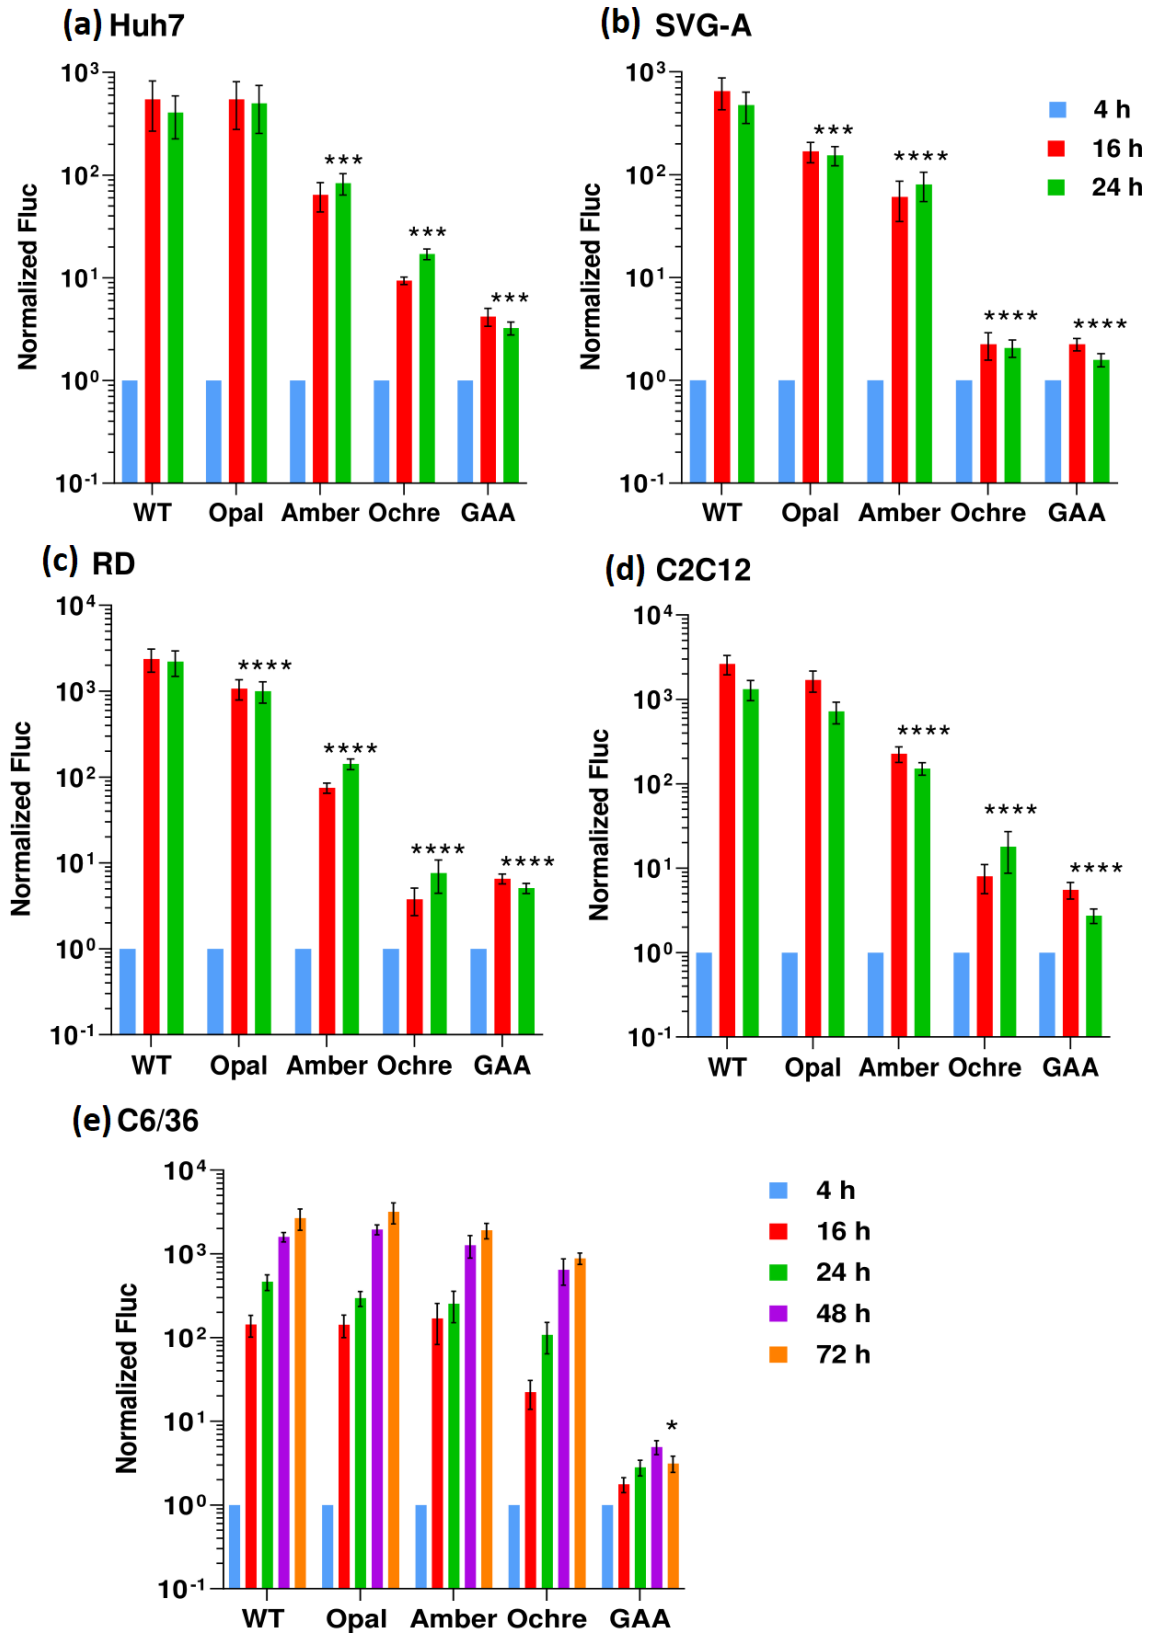 (a) Huh7
Normalized Fluc
10³
10²
10¹
10⁰
10⁻¹
***
***
***
WT Opal Amber Ochre GAA
(b) SVG-A
Normalized Fluc
10³
10²
10¹
10⁰
10⁻¹
***
****
****
****
WT Opal Amber Ochre GAA
4 h
16 h
24 h
(c) RD
Normalized Fluc
10⁴
10³
10²
10¹
10⁰
10⁻¹
****
****
****
****
WT Opal Amber Ochre GAA
(d) C2C12
Normalized Fluc
10⁴
10³
10²
10¹
10⁰
10⁻¹
****
****
****
WT Opal Amber Ochre GAA
(e) C6/36
Normalized Fluc
10⁴
10³
10²
10¹
10⁰
10⁻¹
*
WT Opal Amber Ochre GAA
4 h
16 h
24 h
48 h
72 h